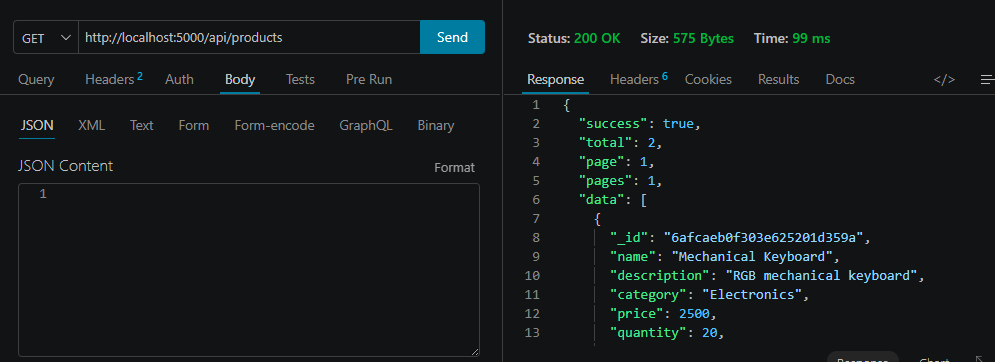 GET http://localhost:5000/api/products Send
Query Headers 2 Auth Body Tests Pre Run
JSON XML Text Form Form-encode GraphQL Binary
JSON Content Format
1
Status: 200 OK Size: 575 Bytes Time: 99 ms
Response Headers 6 Cookies Results Docs </>
1 {
2 "success": true,
3 "total": 2,
4 "page": 1,
5 "pages": 1,
6 "data": [
7 {
8 "_id": "6afcaeb0f303e625201d359a",
9 "name": "Mechanical Keyboard",
10 "description": "RGB mechanical keyboard",
11 "category": "Electronics",
12 "price": 2500,
13 "quantity": 20,
Response Chart